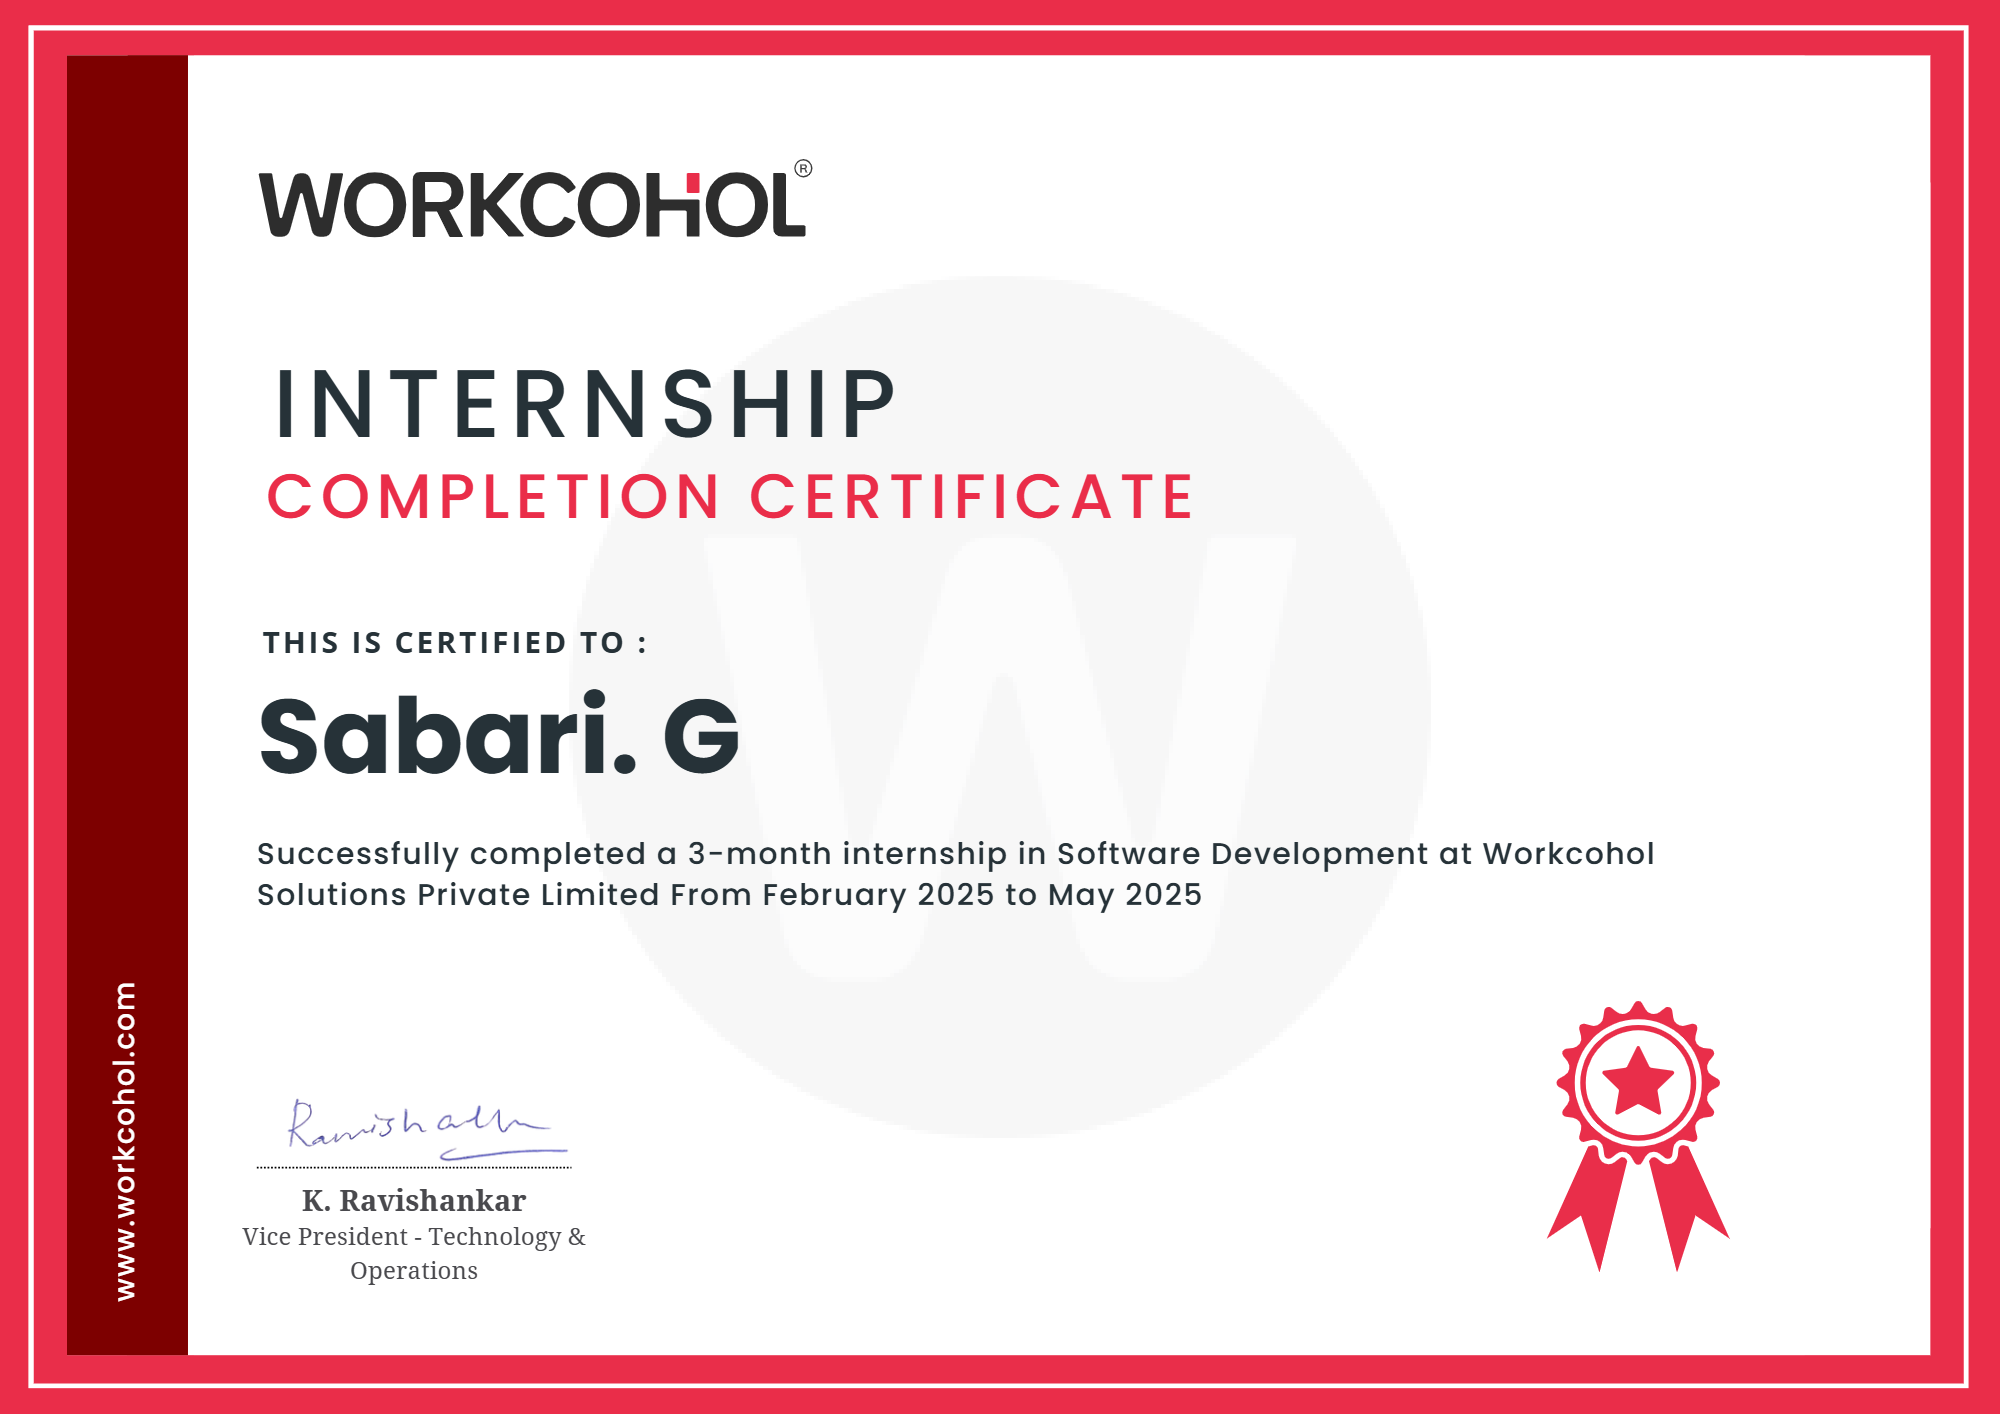 WORKCOHOL®
INTERNSHIP
COMPLETION CERTIFICATE
THIS IS CERTIFIED TO :
Sabari. G
Successfully completed a 3-month internship in Software Development at Workcohol
Solutions Private Limited From February 2025 to May 2025
www.workcohol.com
Ravishankar
K. Ravishankar
Vice President - Technology &
Operations
W